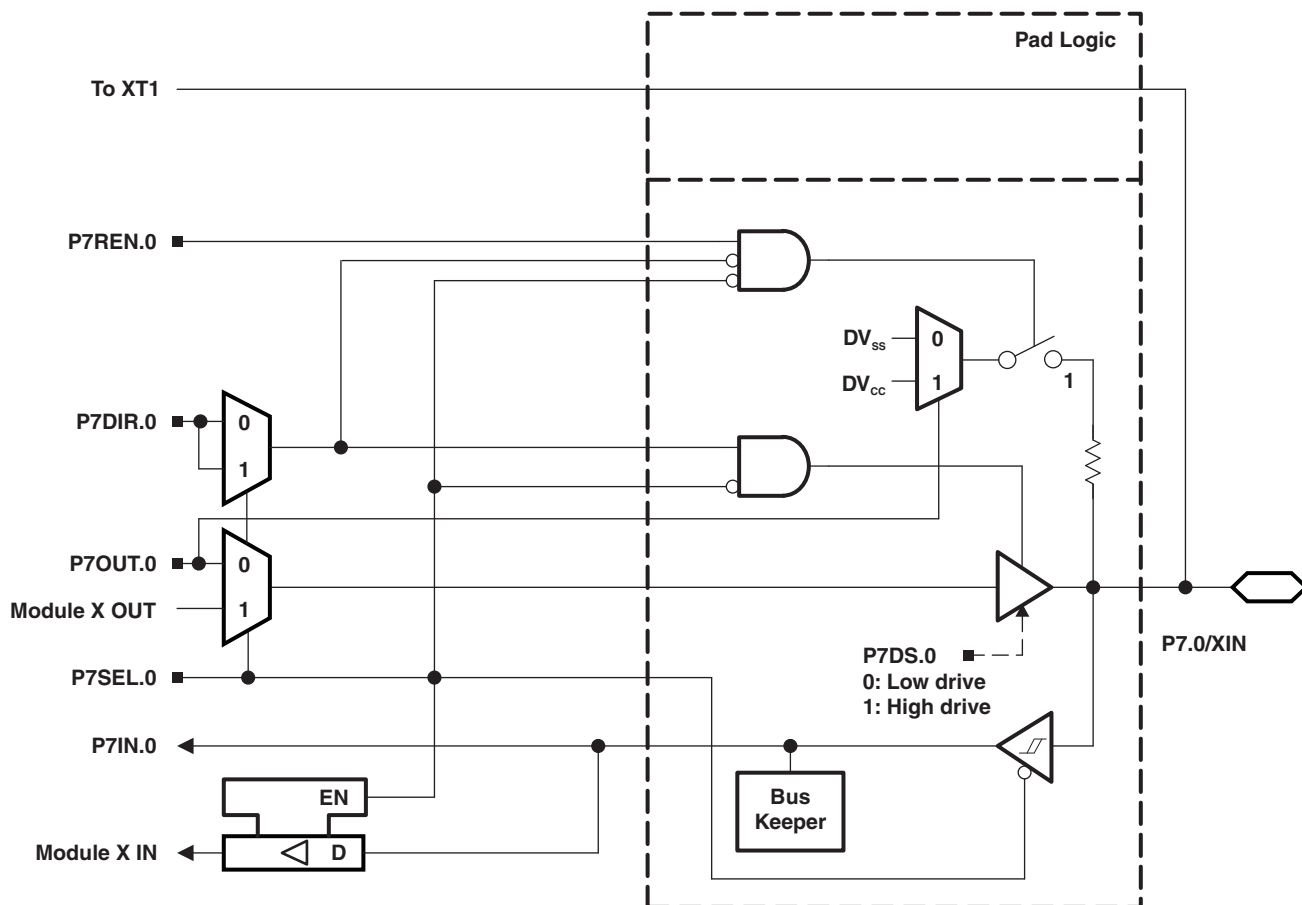 Pad Logic
To XT1
P7REN.0
DVSS
0
DVCC
1
1
P7DIR.0
0
1
P7OUT.0
0
Module X OUT
1
P7DS.0
0: Low drive
1: High drive
P7.0/XIN
P7SEL.0
P7IN.0
Bus
Keeper
EN
Module X IN
D